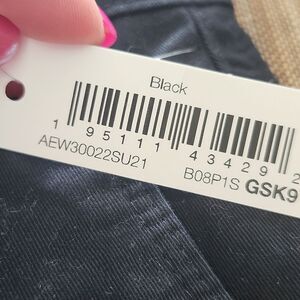 Black
1 95111 43429 2
AEW30022SU21
B08P1S GSK9